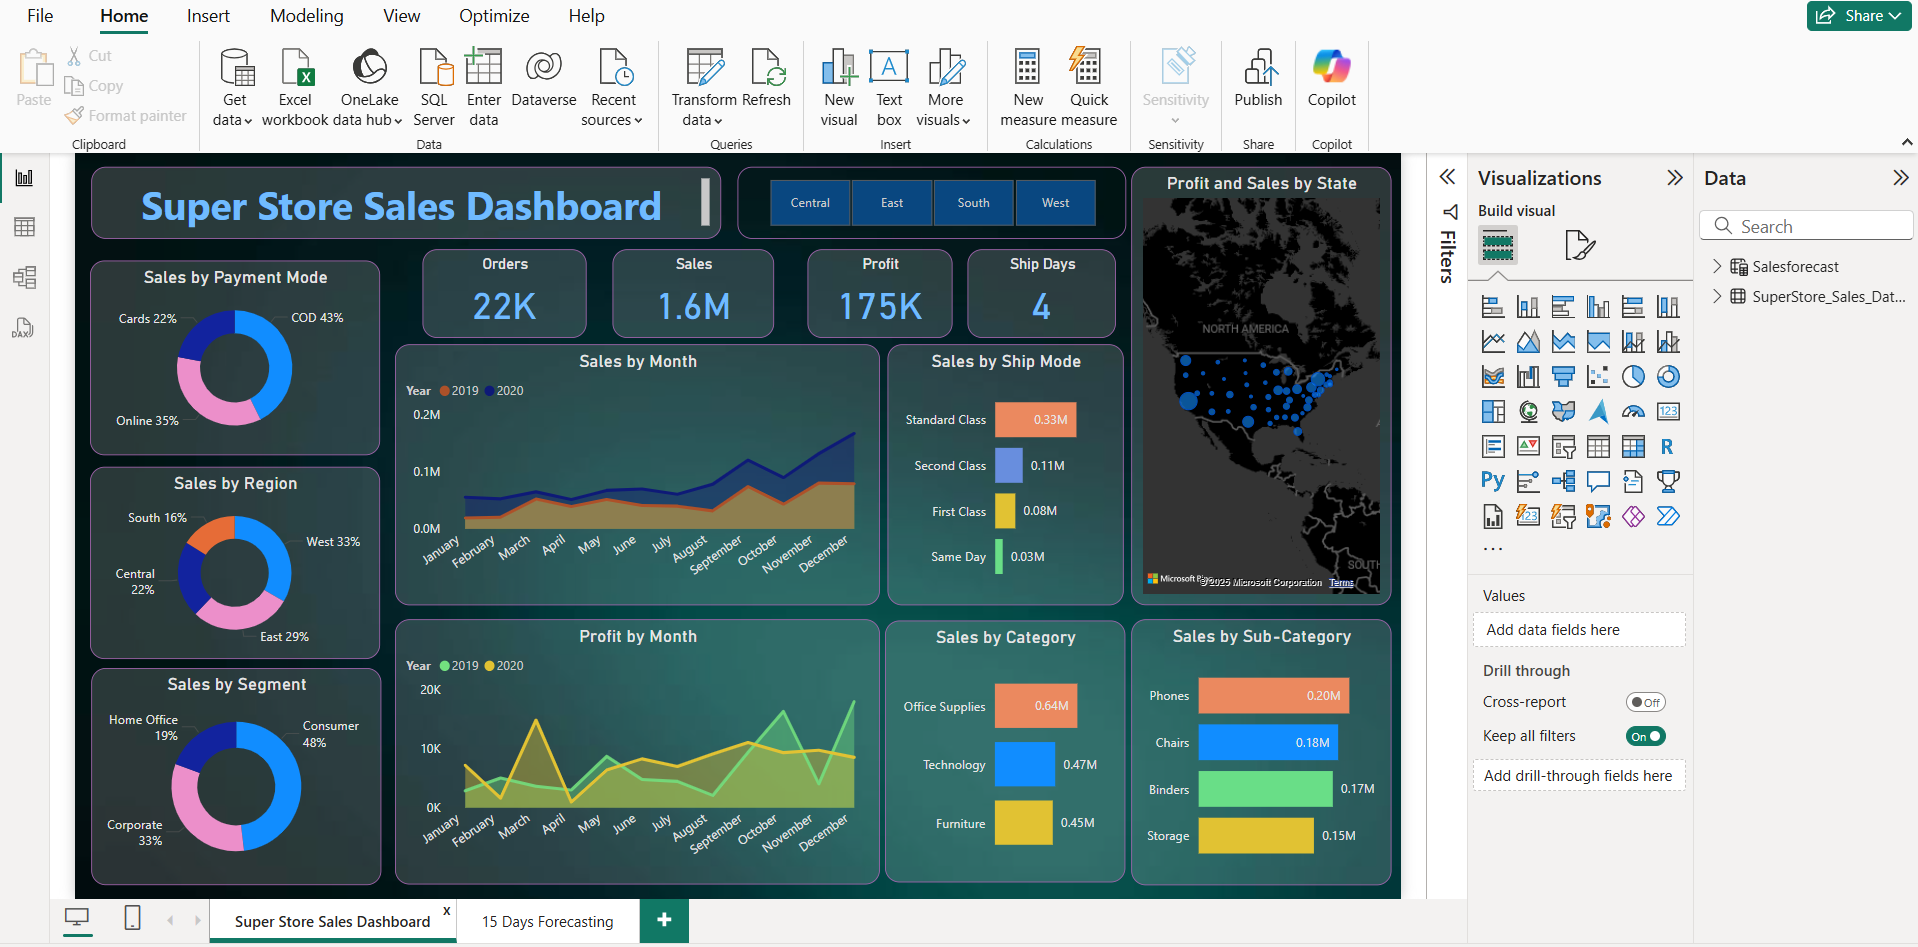 File Home Insert Modeling View Optimize Help
Share
Paste
Cut
Copy
Format painter
Clipboard
Get data
Excel workbook
OneLake data hub
SQL Server
Enter data
Dataverse
Recent sources
Data
Transform data
Refresh
Queries
New visual
Text box
More visuals
Insert
New measure
Quick measure
Calculations
Sensitivity
Sensitivity
Publish
Share
Copilot
Copilot
Super Store Sales Dashboard
Central East South West
Orders
22K
Sales
1.6M
Profit
175K
Ship Days
4
Sales by Payment Mode
Cards 22%
COD 43%
Online 35%
Sales by Region
South 16%
West 33%
Central
22%
East 29%
Sales by Segment
Home Office
19%
Consumer
48%
Corporate
33%
Sales by Month
Year 2019 2020
0.2M
0.1M
0.0M
January February March April May June July August September October November December
Profit by Month
Year 2019 2020
20K
10K
0K
January February March April May June July August September October November December
Sales by Ship Mode
Standard Class 0.33M
Second Class 0.11M
First Class 0.08M
Same Day 0.03M
Sales by Category
Office Supplies 0.64M
Technology 0.47M
Furniture 0.45M
Profit and Sales by State
NORTH AMERICA
SOUTH
Microsoft
©2025 Microsoft Corporation Terms
Sales by Sub-Category
Phones 0.20M
Chairs 0.18M
Binders 0.17M
Storage 0.15M
Filters
Visualizations
Build visual
123
R
Py
123
...
Values
Add data fields here
Drill through
Cross-report Off
Keep all filters On
Add drill-through fields here
Data
Search
Salesforecast
SuperStore_Sales_Dat...
DAX
Super Store Sales Dashboard x
15 Days Forecasting
+